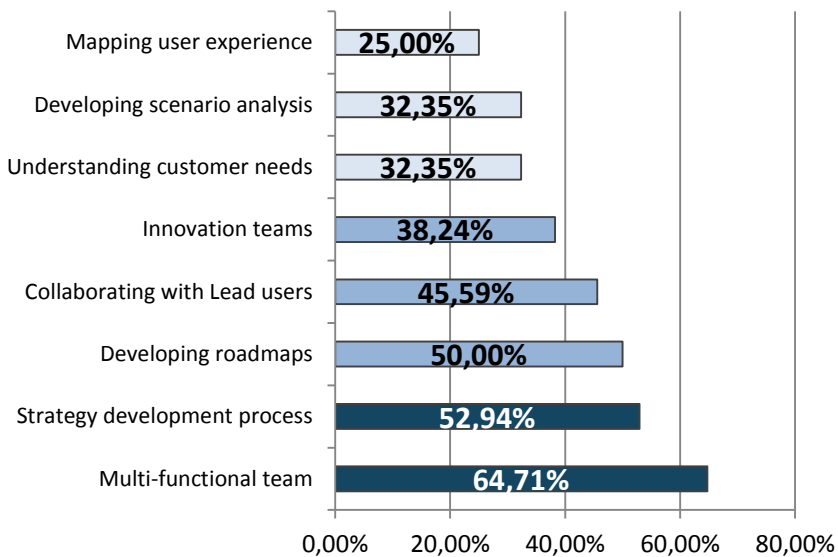 Mapping user experience 25,00%
Developing scenario analysis 32,35%
Understanding customer needs 32,35%
Innovation teams 38,24%
Collaborating with Lead users 45,59%
Developing roadmaps 50,00%
Strategy development process 52,94%
Multi-functional team 64,71%
0,00% 20,00% 40,00% 60,00% 80,00%